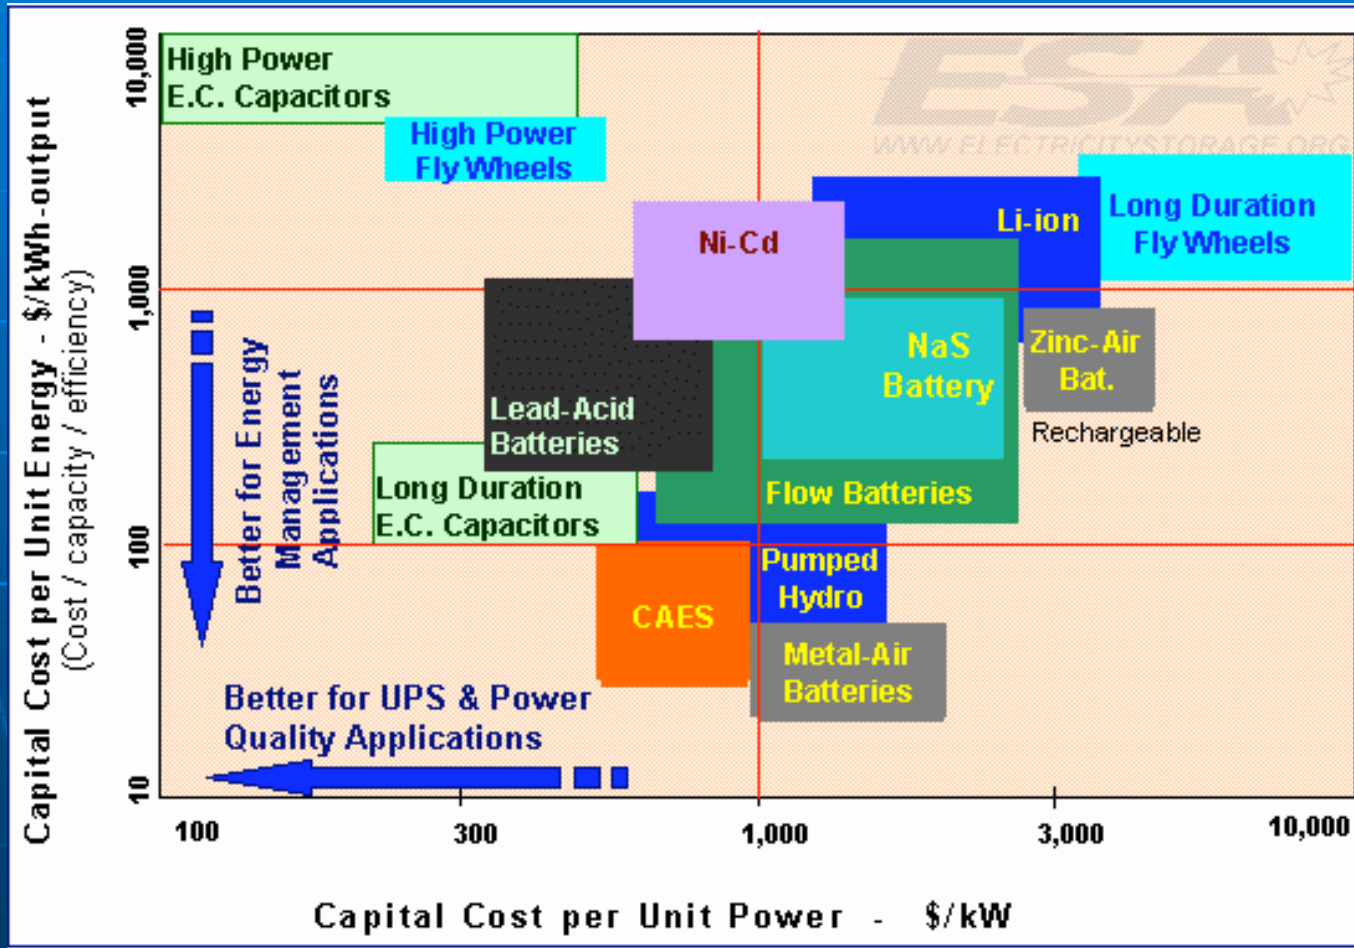 ESA
WWW.ELECTRICITYSTORAGE.ORG
Capital Cost per Unit Energy - $/kWh-output
(Cost / capacity / efficiency)
10,000
1,000
100
10
High Power
E.C. Capacitors
High Power
Fly Wheels
Ni-Cd
Li-ion
Long Duration
Fly Wheels
NaS
Battery
Zinc-Air
Bat.
Rechargeable
Lead-Acid
Batteries
Flow Batteries
Long Duration
E.C. Capacitors
Pumped
Hydro
CAES
Metal-Air
Batteries
Better for Energy
Management
Applications
Better for UPS & Power
Quality Applications
100
300
1,000
3,000
10,000
Capital Cost per Unit Power - $/kW